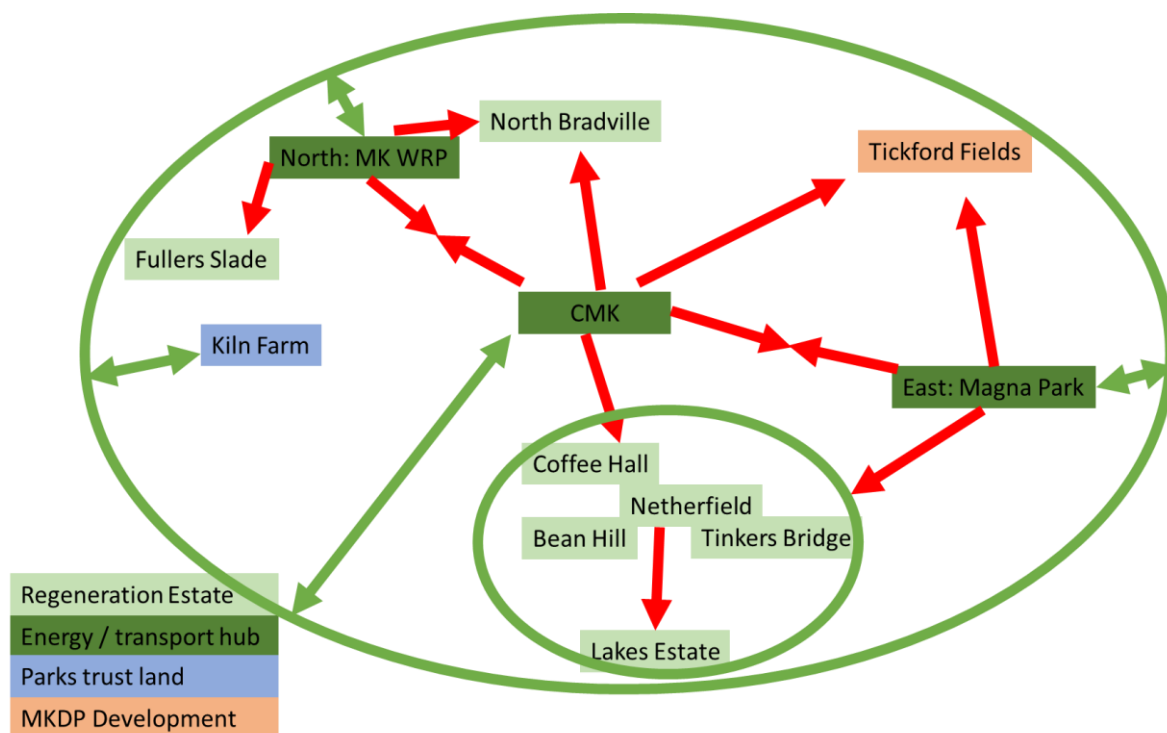 North Bradville
North: MK WRP
Tickford Fields
Fullers Slade
CMK
Kiln Farm
East: Magna Park
Coffee Hall
Netherfield
Bean Hill
Tinkers Bridge
Lakes Estate
Regeneration Estate
Energy / transport hub
Parks trust land
MKDP Development